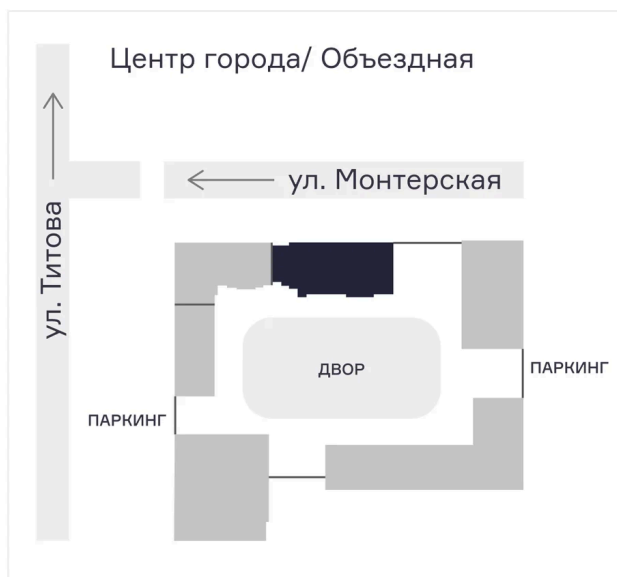 Центр города/ Объездная
ул. Монтерская
ул. Титова
ДВОР
ПАРКИНГ
ПАРКИНГ